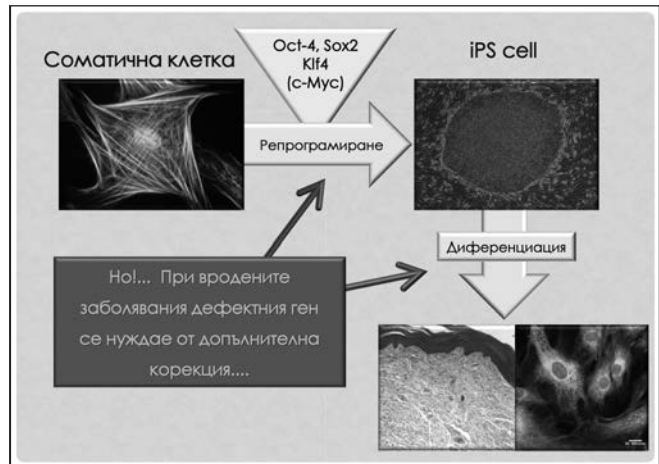 Соматична клетка
Oct-4, Sox2
Klf4
(c-Myc)
iPS cell
Репрограмиране
Диференциация
Но!... При вродените
заболявания дефектния ген
се нуждае от допълнителна
корекция....